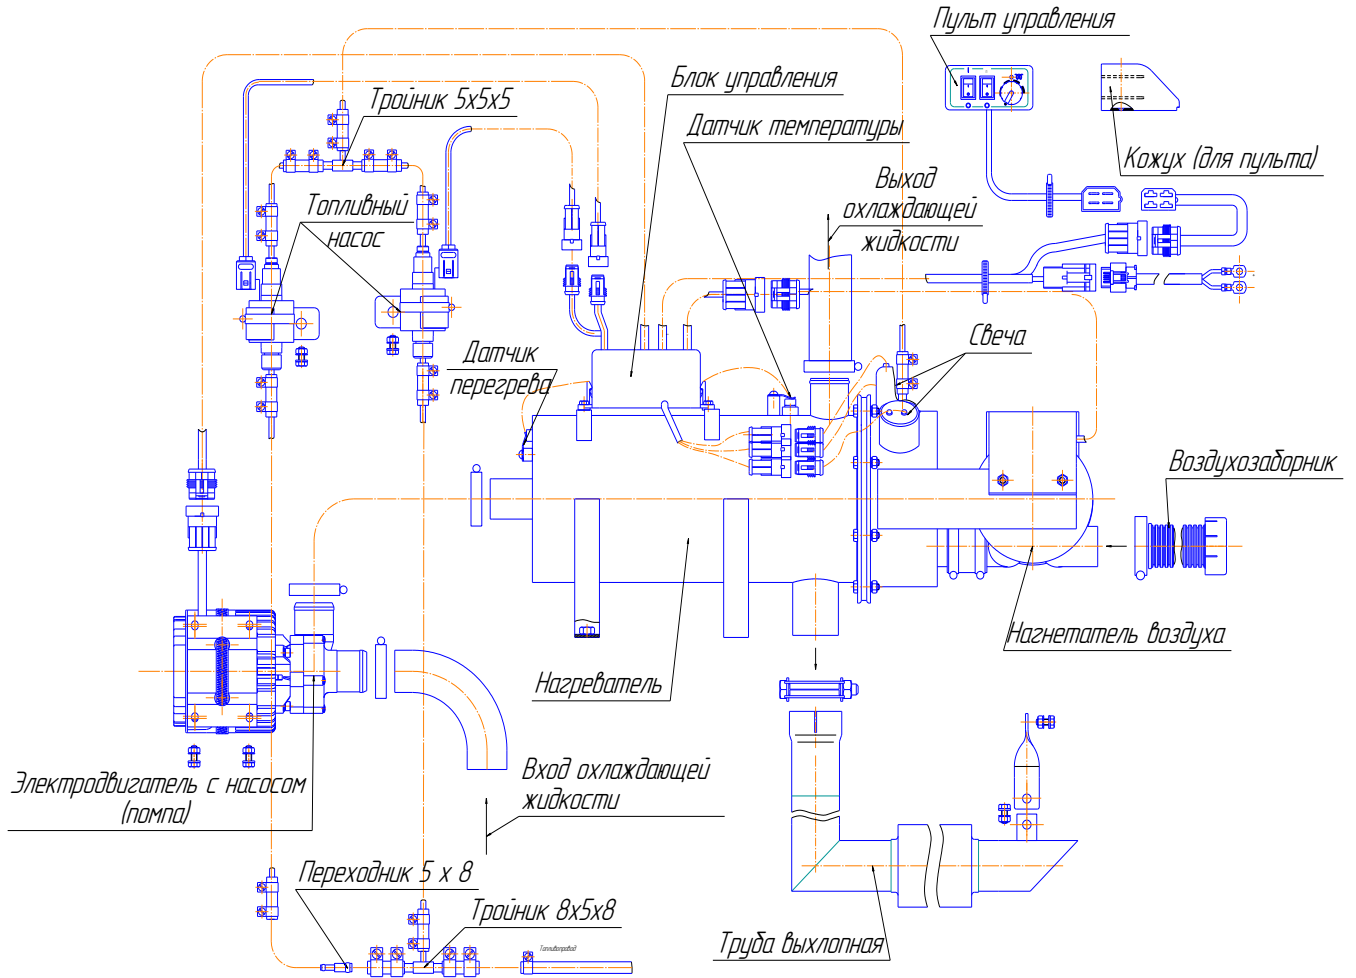 Пульт управления
Блок управления
Тройник 5х5х5
Датчик температуры
Кожух (для пульта)
Выход
охлаждающей
жидкости
Топливный
насос
Свеча
Датчик
перегрева
Воздухозаборник
Нагнетатель воздуха
Нагреватель
Электродвигатель с насосом
(помпа)
Вход охлаждающей
жидкости
Переходник 5 х 8
Тройник 8х5х8
Топливопровод
Труба выхлопная